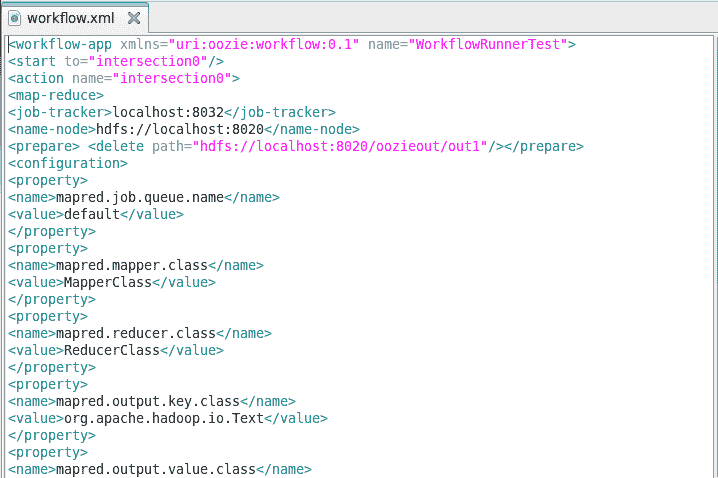 workflow.xml
<workflow-app xmlns="uri:oozie:workflow:0.1" name="WorkflowRunnerTest">
<start to="intersection0"/>
<action name="intersection0">
<map-reduce>
<job-tracker>localhost:8032</job-tracker>
<name-node>hdfs://localhost:8020</name-node>
<prepare> <delete path="hdfs://localhost:8020/oozieout/out1"/></prepare>
<configuration>
<property>
<name>mapred.job.queue.name</name>
<value>default</value>
</property>
<property>
<name>mapred.mapper.class</name>
<value>MapperClass</value>
</property>
<property>
<name>mapred.reducer.class</name>
<value>ReducerClass</value>
</property>
<property>
<name>mapred.output.key.class</name>
<value>org.apache.hadoop.io.Text</value>
</property>
<property>
<name>mapred.output.value.class</name>